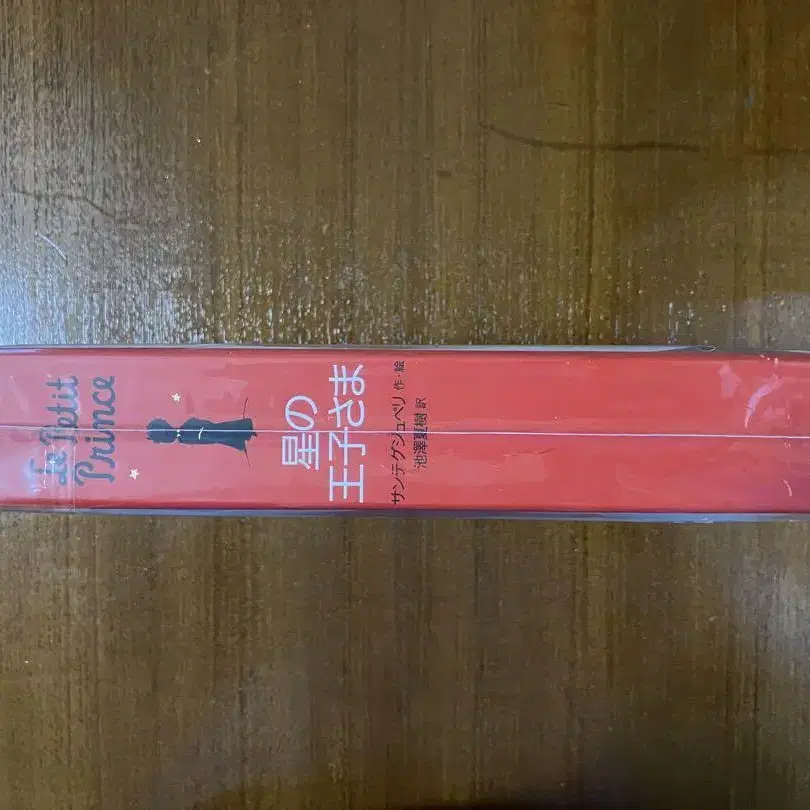 Le Petit
Prince
星の
王子さま
サン=テグジュペリ 作・絵
池澤夏樹 訳